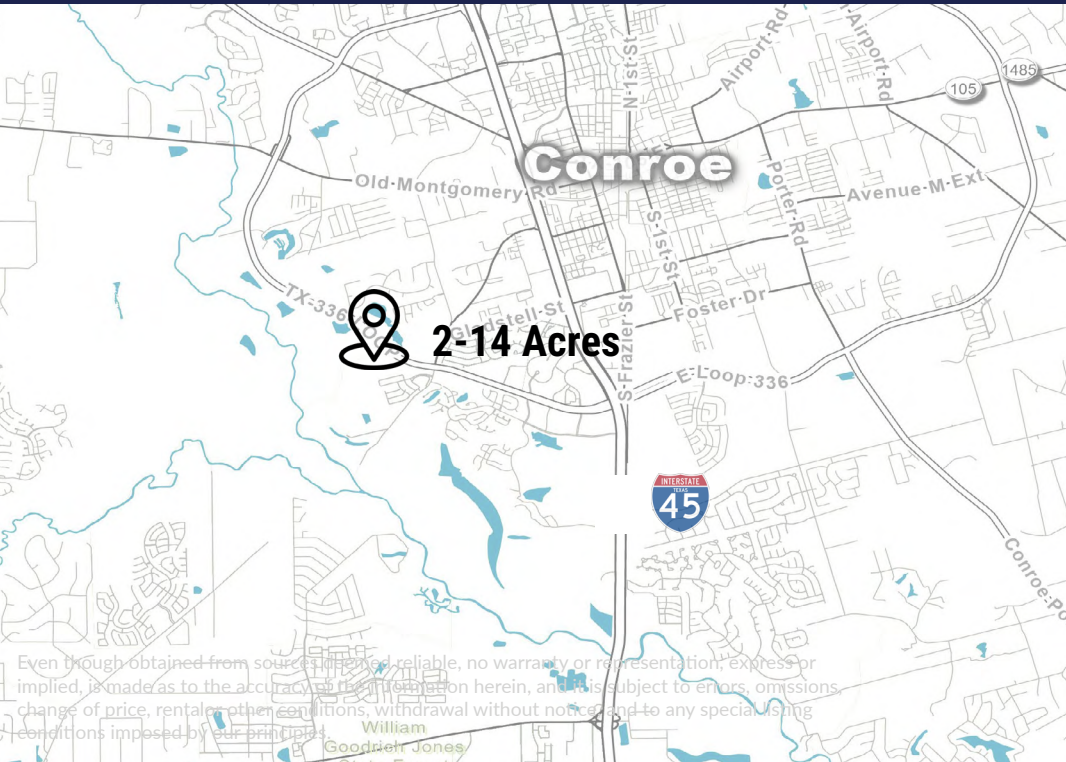 Airport·Rd
N·Airport·Rd
N·1st·St
1485
105
Conroe
Old·Montgomery·Rd
Porter·Rd
Avenue·M·Ext
S·1st·St
TX-336·LOOP
Gladstell·St
Foster·Dr
2-14 Acres
S·Frazier·St
E·Loop·336
INTERSTATE
TEXAS
45
Even though obtained from sources deemed reliable, no warranty or representation, express or
implied, is made as to the accuracy of the information herein, and it is subject to errors, omissions,
change of price, rental or other conditions, withdrawal without notice, and to any special listing
conditions imposed by our principles.
William
Goodrich Jones